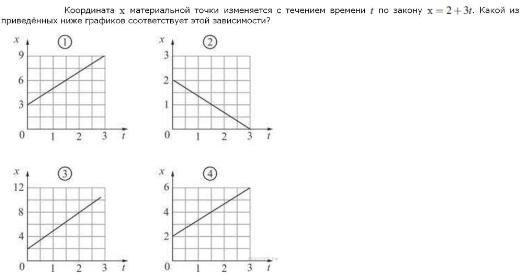 Координата x материальной точки изменяется с течением времени t по закону x = 2 + 3t. Какой из
приведённых ниже графиков соответствует этой зависимости?
x 1
9
6
3
0 1 2 3 t
x 2
3
2
1
0 1 2 3 t
x 3
12
8
4
0 1 2 3 t
x 4
6
4
2
0 1 2 3 t